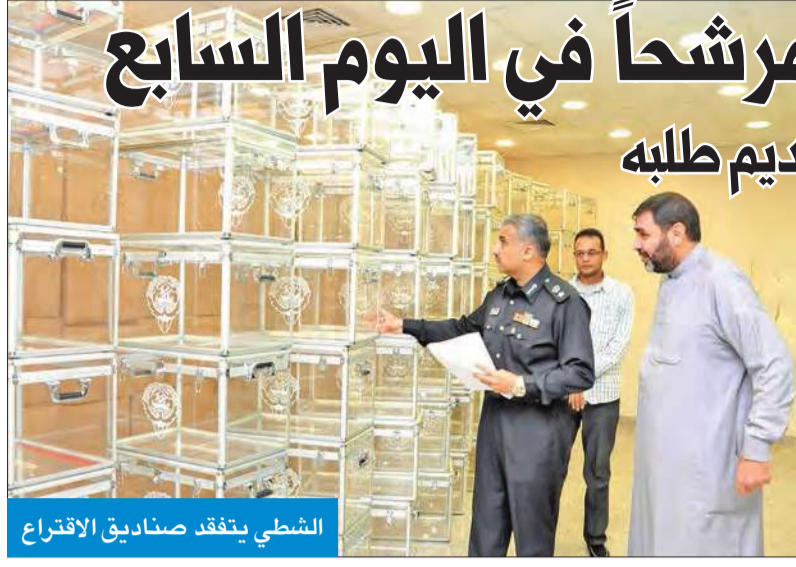 مرشحاً في اليوم السابع
ديم طلبه
الشطي يتفقد صناديق الاقتراع